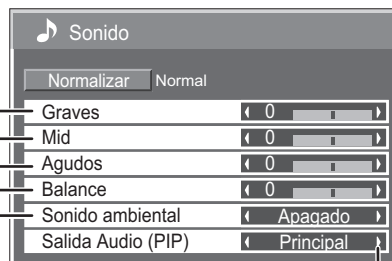 Sonido
Normalizar Normal
Graves 0
Mid 0
Agudos 0
Balance 0
Sonido ambiental Apagado
Salida Audio (PIP) Principal